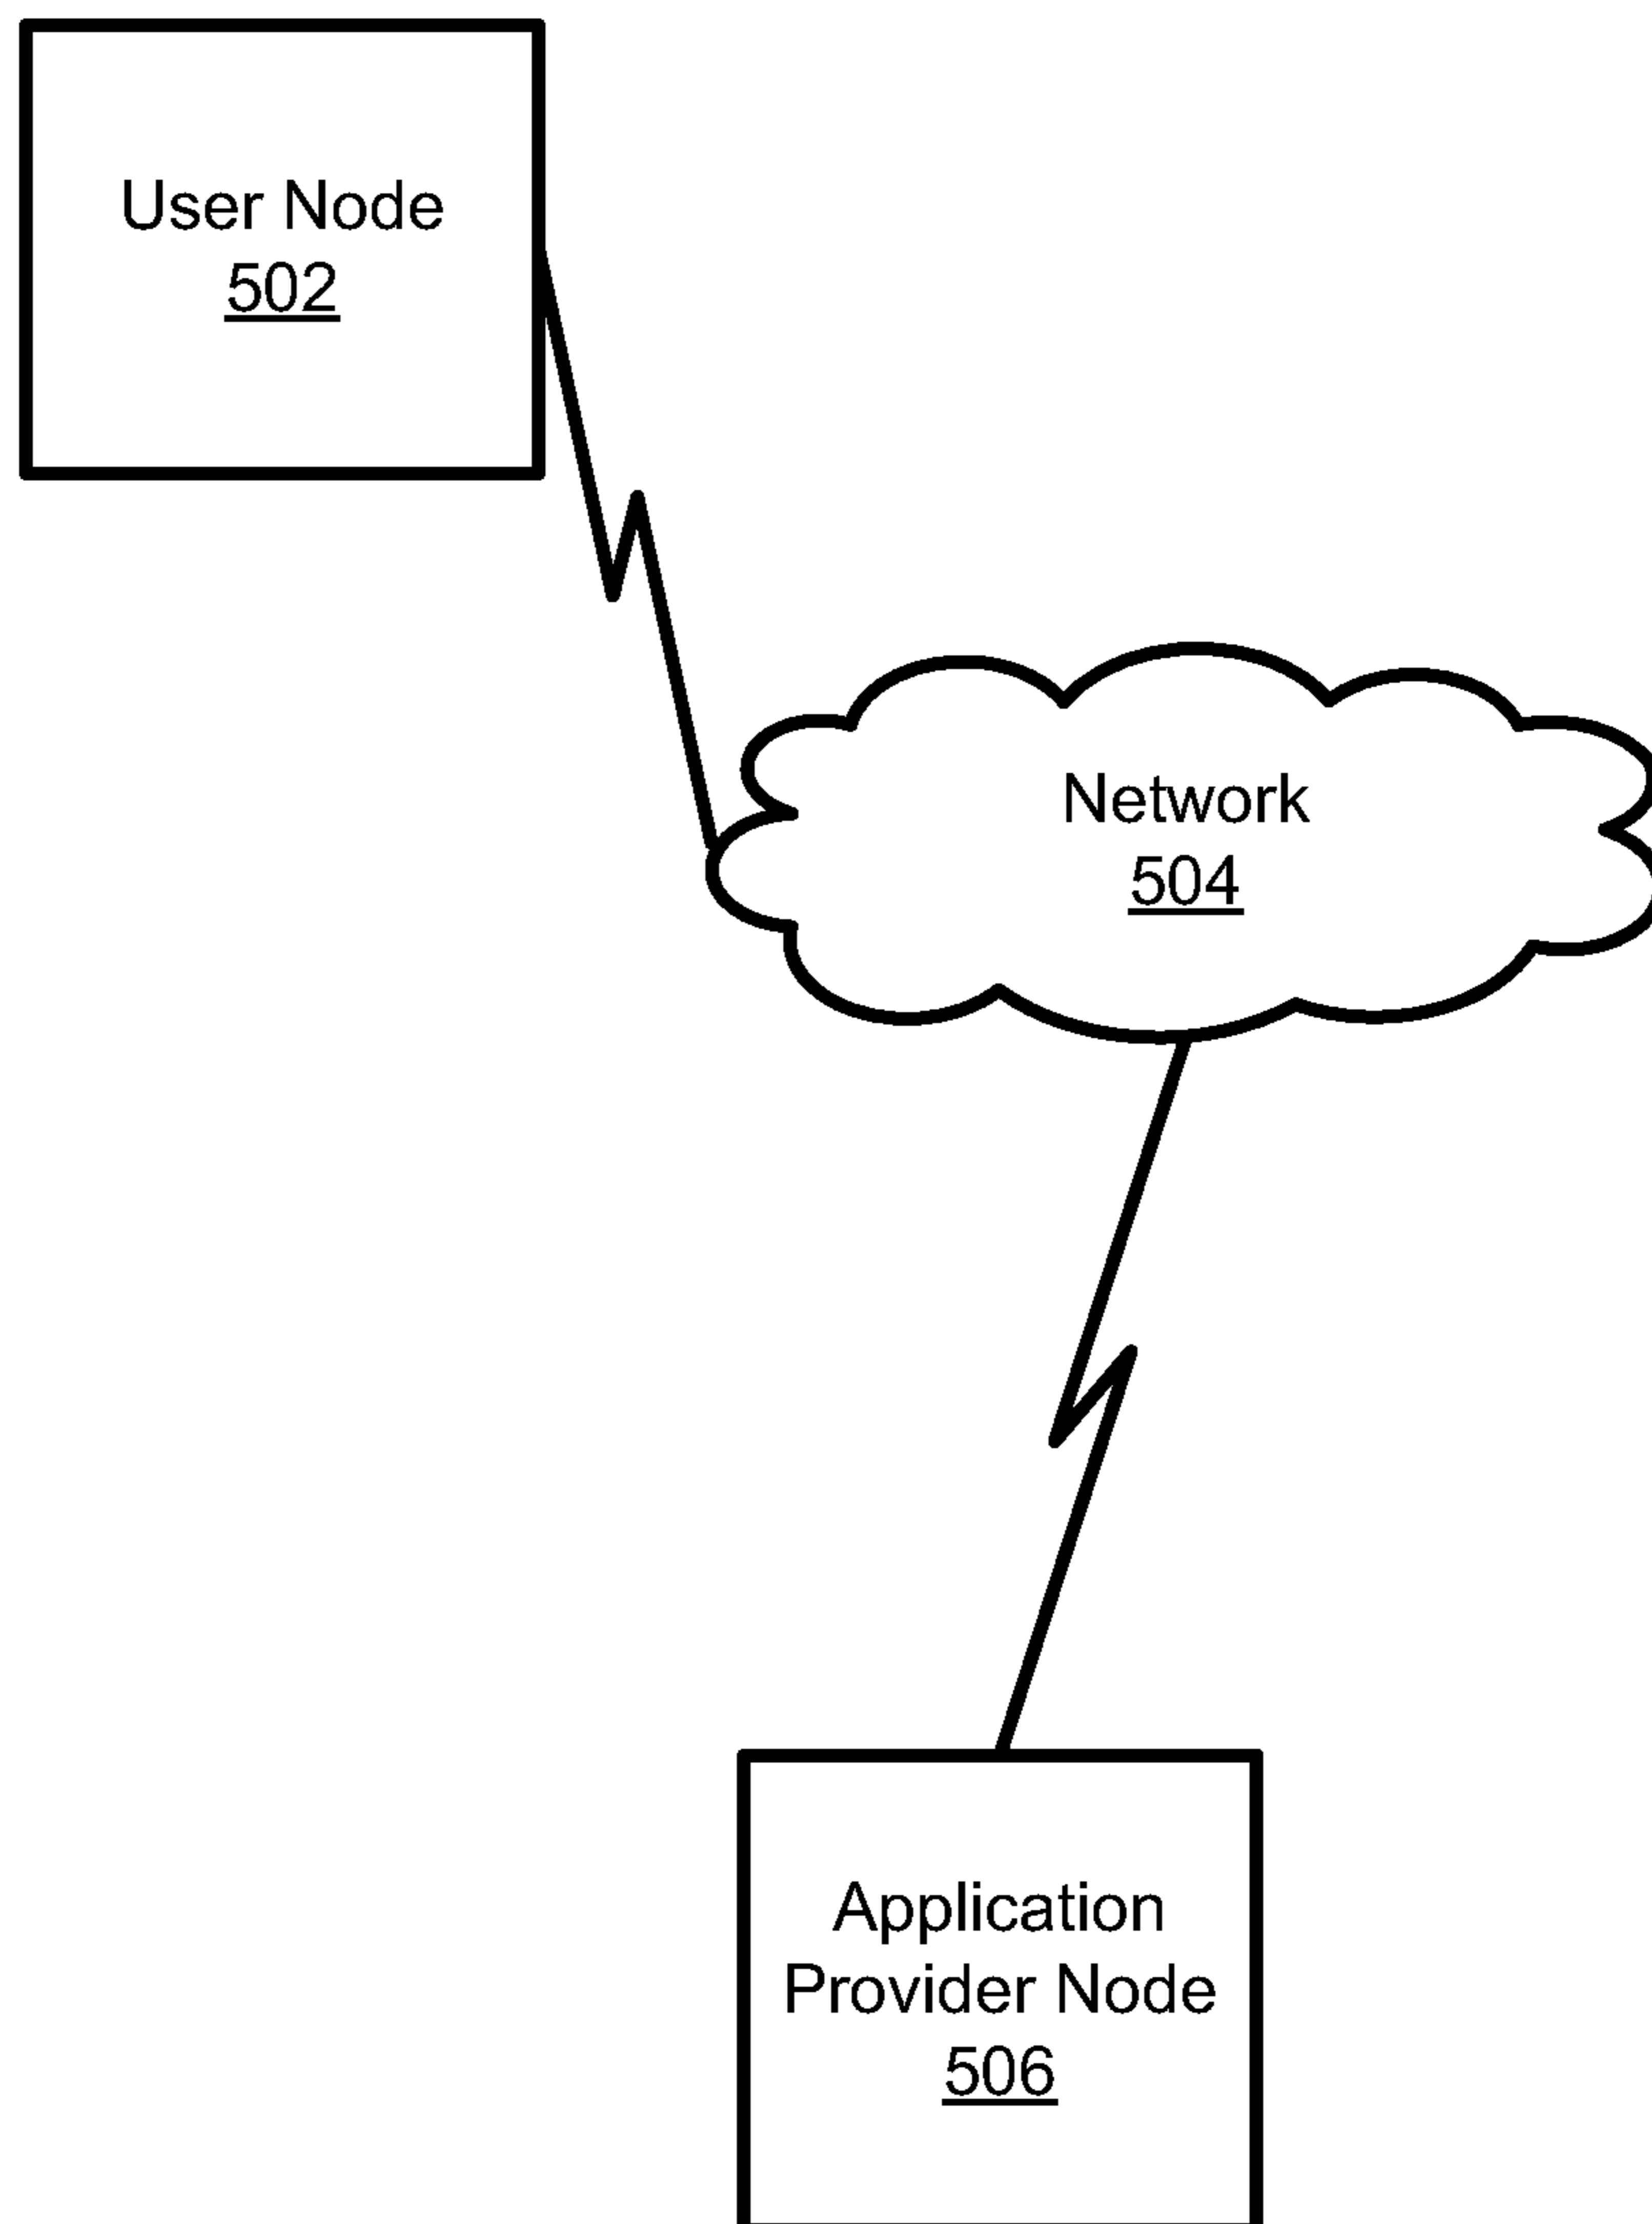 User Node
502
Network
504
Application
Provider Node
506